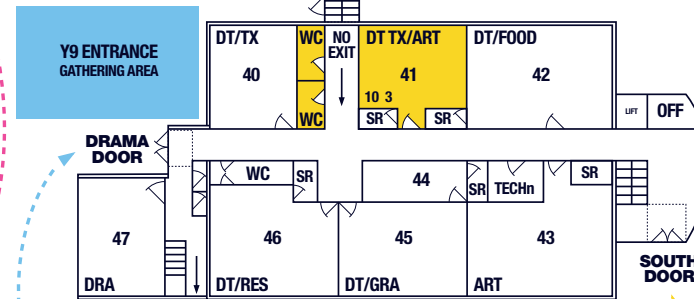 Y9 ENTRANCE
GATHERING AREA
DT/TX
40
WC
WC
NO
EXIT
DT TX/ART
41
10 3
SR
SR
DT/FOOD
42
LIFT
OFF
DRAMA
DOOR
WC
SR
44
SR
TECHn
SR
47
DRA
46
DT/RES
45
DT/GRA
43
ART
SOUTH
DOOR